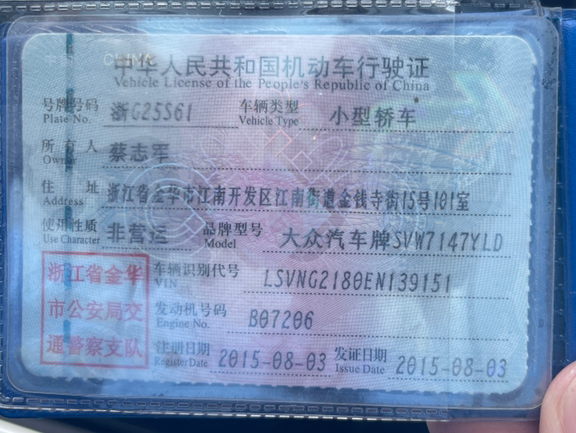 中华人民共和国机动车行驶证
Vehicle License of the People's Republic of China
号牌号码 浙G25S61 车辆类型 小型轿车
Plate No. Vehicle Type
所有人 蔡志军
Owner
住址 浙江省金华市江南开发区江南街道金钱寺街15号101室
Address
使用性质 非营运 品牌型号 大众汽车牌SVW7147YLD
Use Character Model
浙江省金华
市公安局交
通警察支队
车辆识别代号 LSVNG2180EN139151
VIN
发动机号码 B07206
Engine No.
注册日期 2015-08-03 发证日期 2015-08-03
Register Date Issue Date